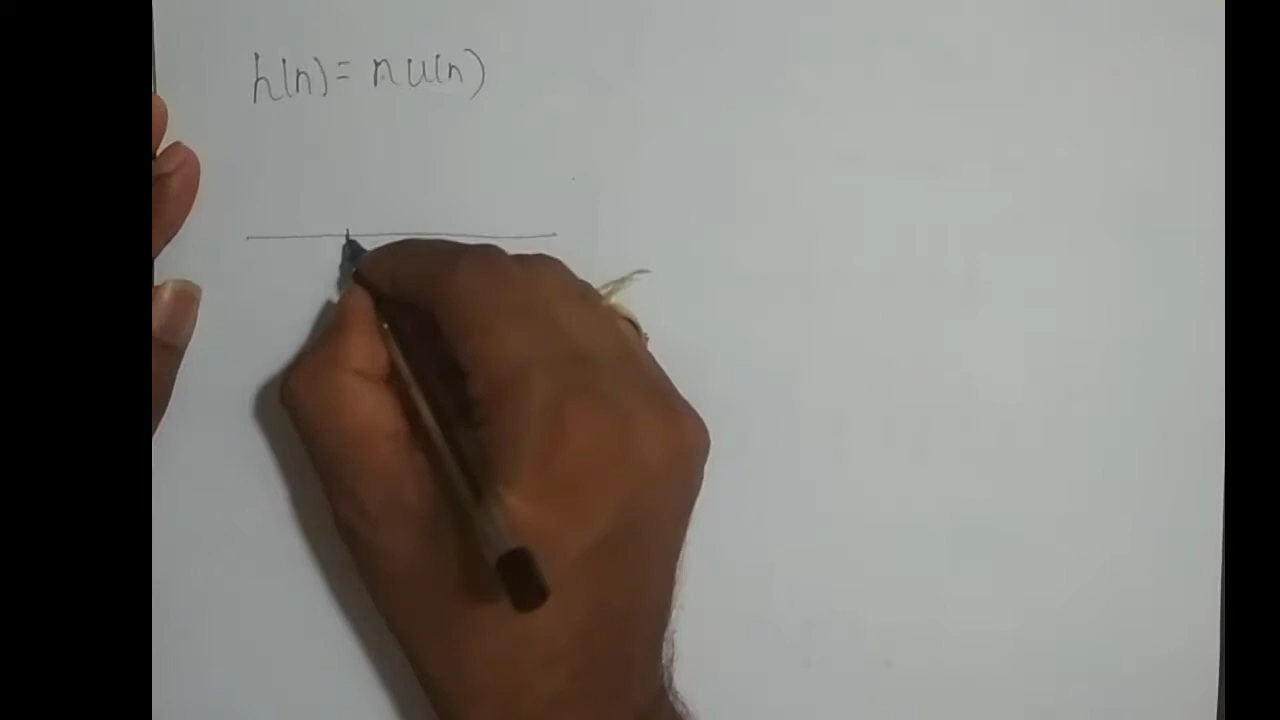 h(n) = n u(n)